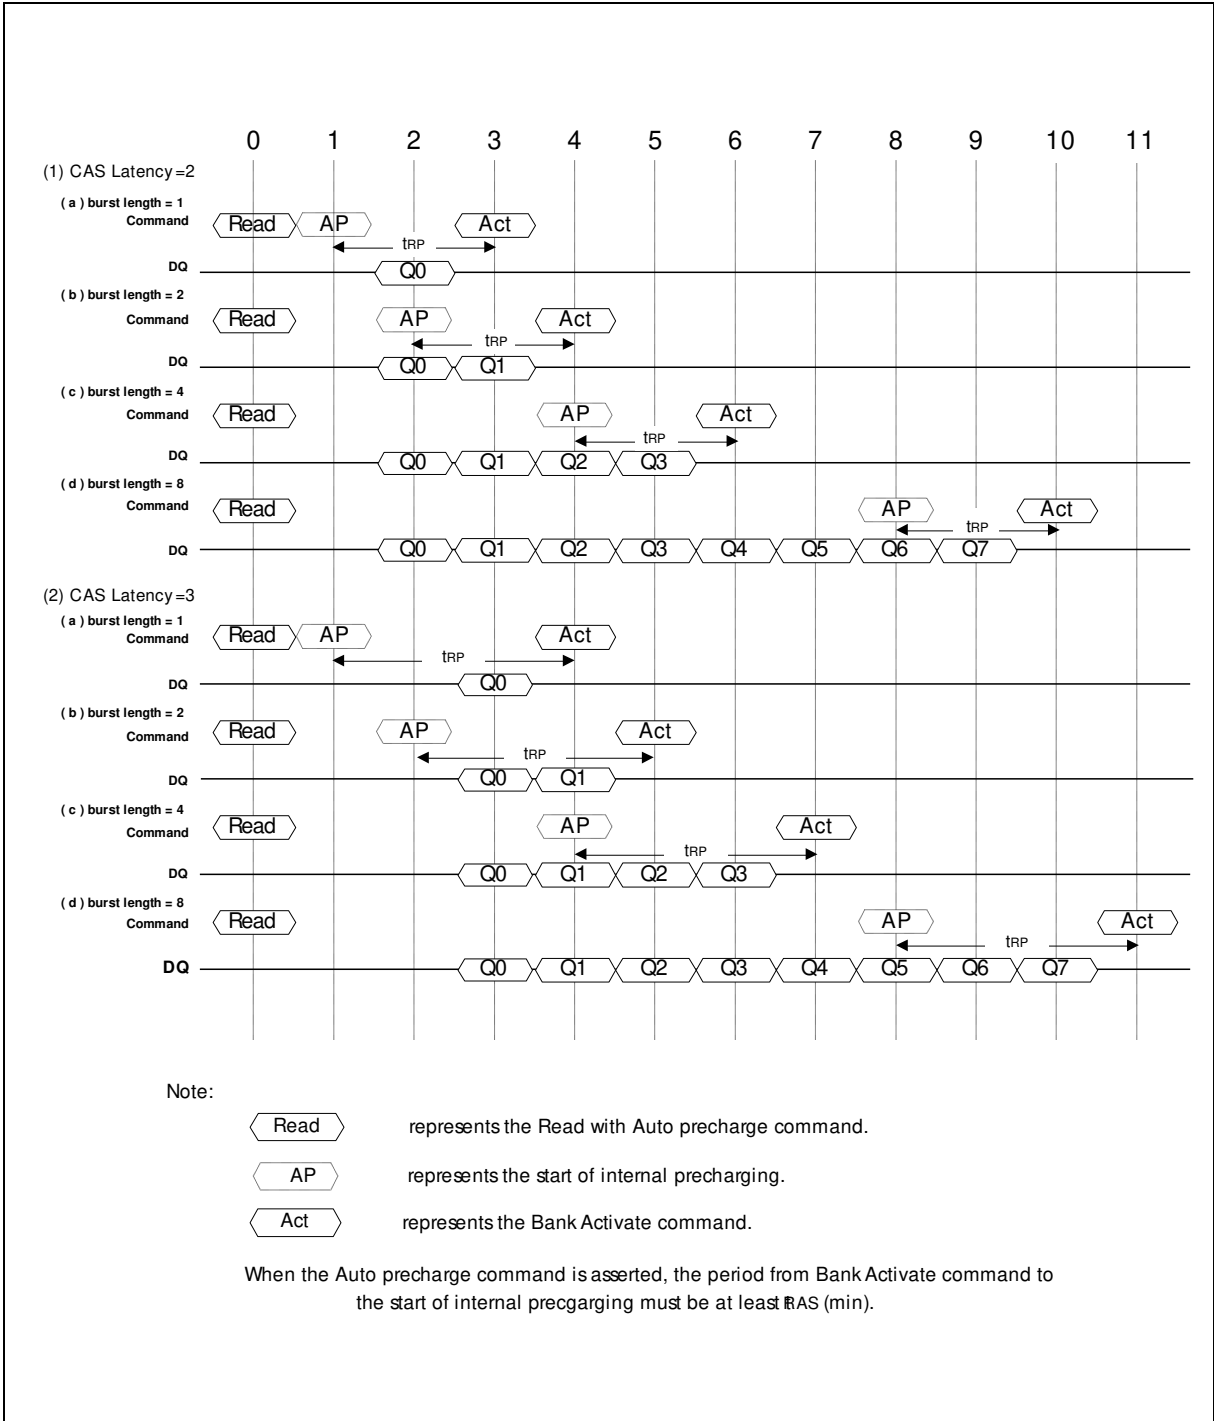 0 1 2 3 4 5 6 7 8 9 10 11
(1) CAS Latency=2
( a ) burst length = 1
Command Read AP Act
tRP
DQ Q0
( b ) burst length = 2
Command Read AP Act
tRP
DQ Q0 Q1
( c ) burst length = 4
Command Read AP Act
tRP
DQ Q0 Q1 Q2 Q3
( d ) burst length = 8
Command Read AP Act
tRP
DQ Q0 Q1 Q2 Q3 Q4 Q5 Q6 Q7
(2) CAS Latency=3
( a ) burst length = 1
Command Read AP Act
tRP
DQ Q0
( b ) burst length = 2
Command Read AP Act
tRP
DQ Q0 Q1
( c ) burst length = 4
Command Read AP Act
tRP
DQ Q0 Q1 Q2 Q3
( d ) burst length = 8
Command Read AP Act
tRP
DQ Q0 Q1 Q2 Q3 Q4 Q5 Q6 Q7
Note:
Read represents the Read with Auto precharge command.
AP represents the start of internal precharging.
Act represents the Bank Activate command.
When the Auto precharge command is asserted, the period from Bank Activate command to
the start of internal precgarging must be at least tRAS (min).